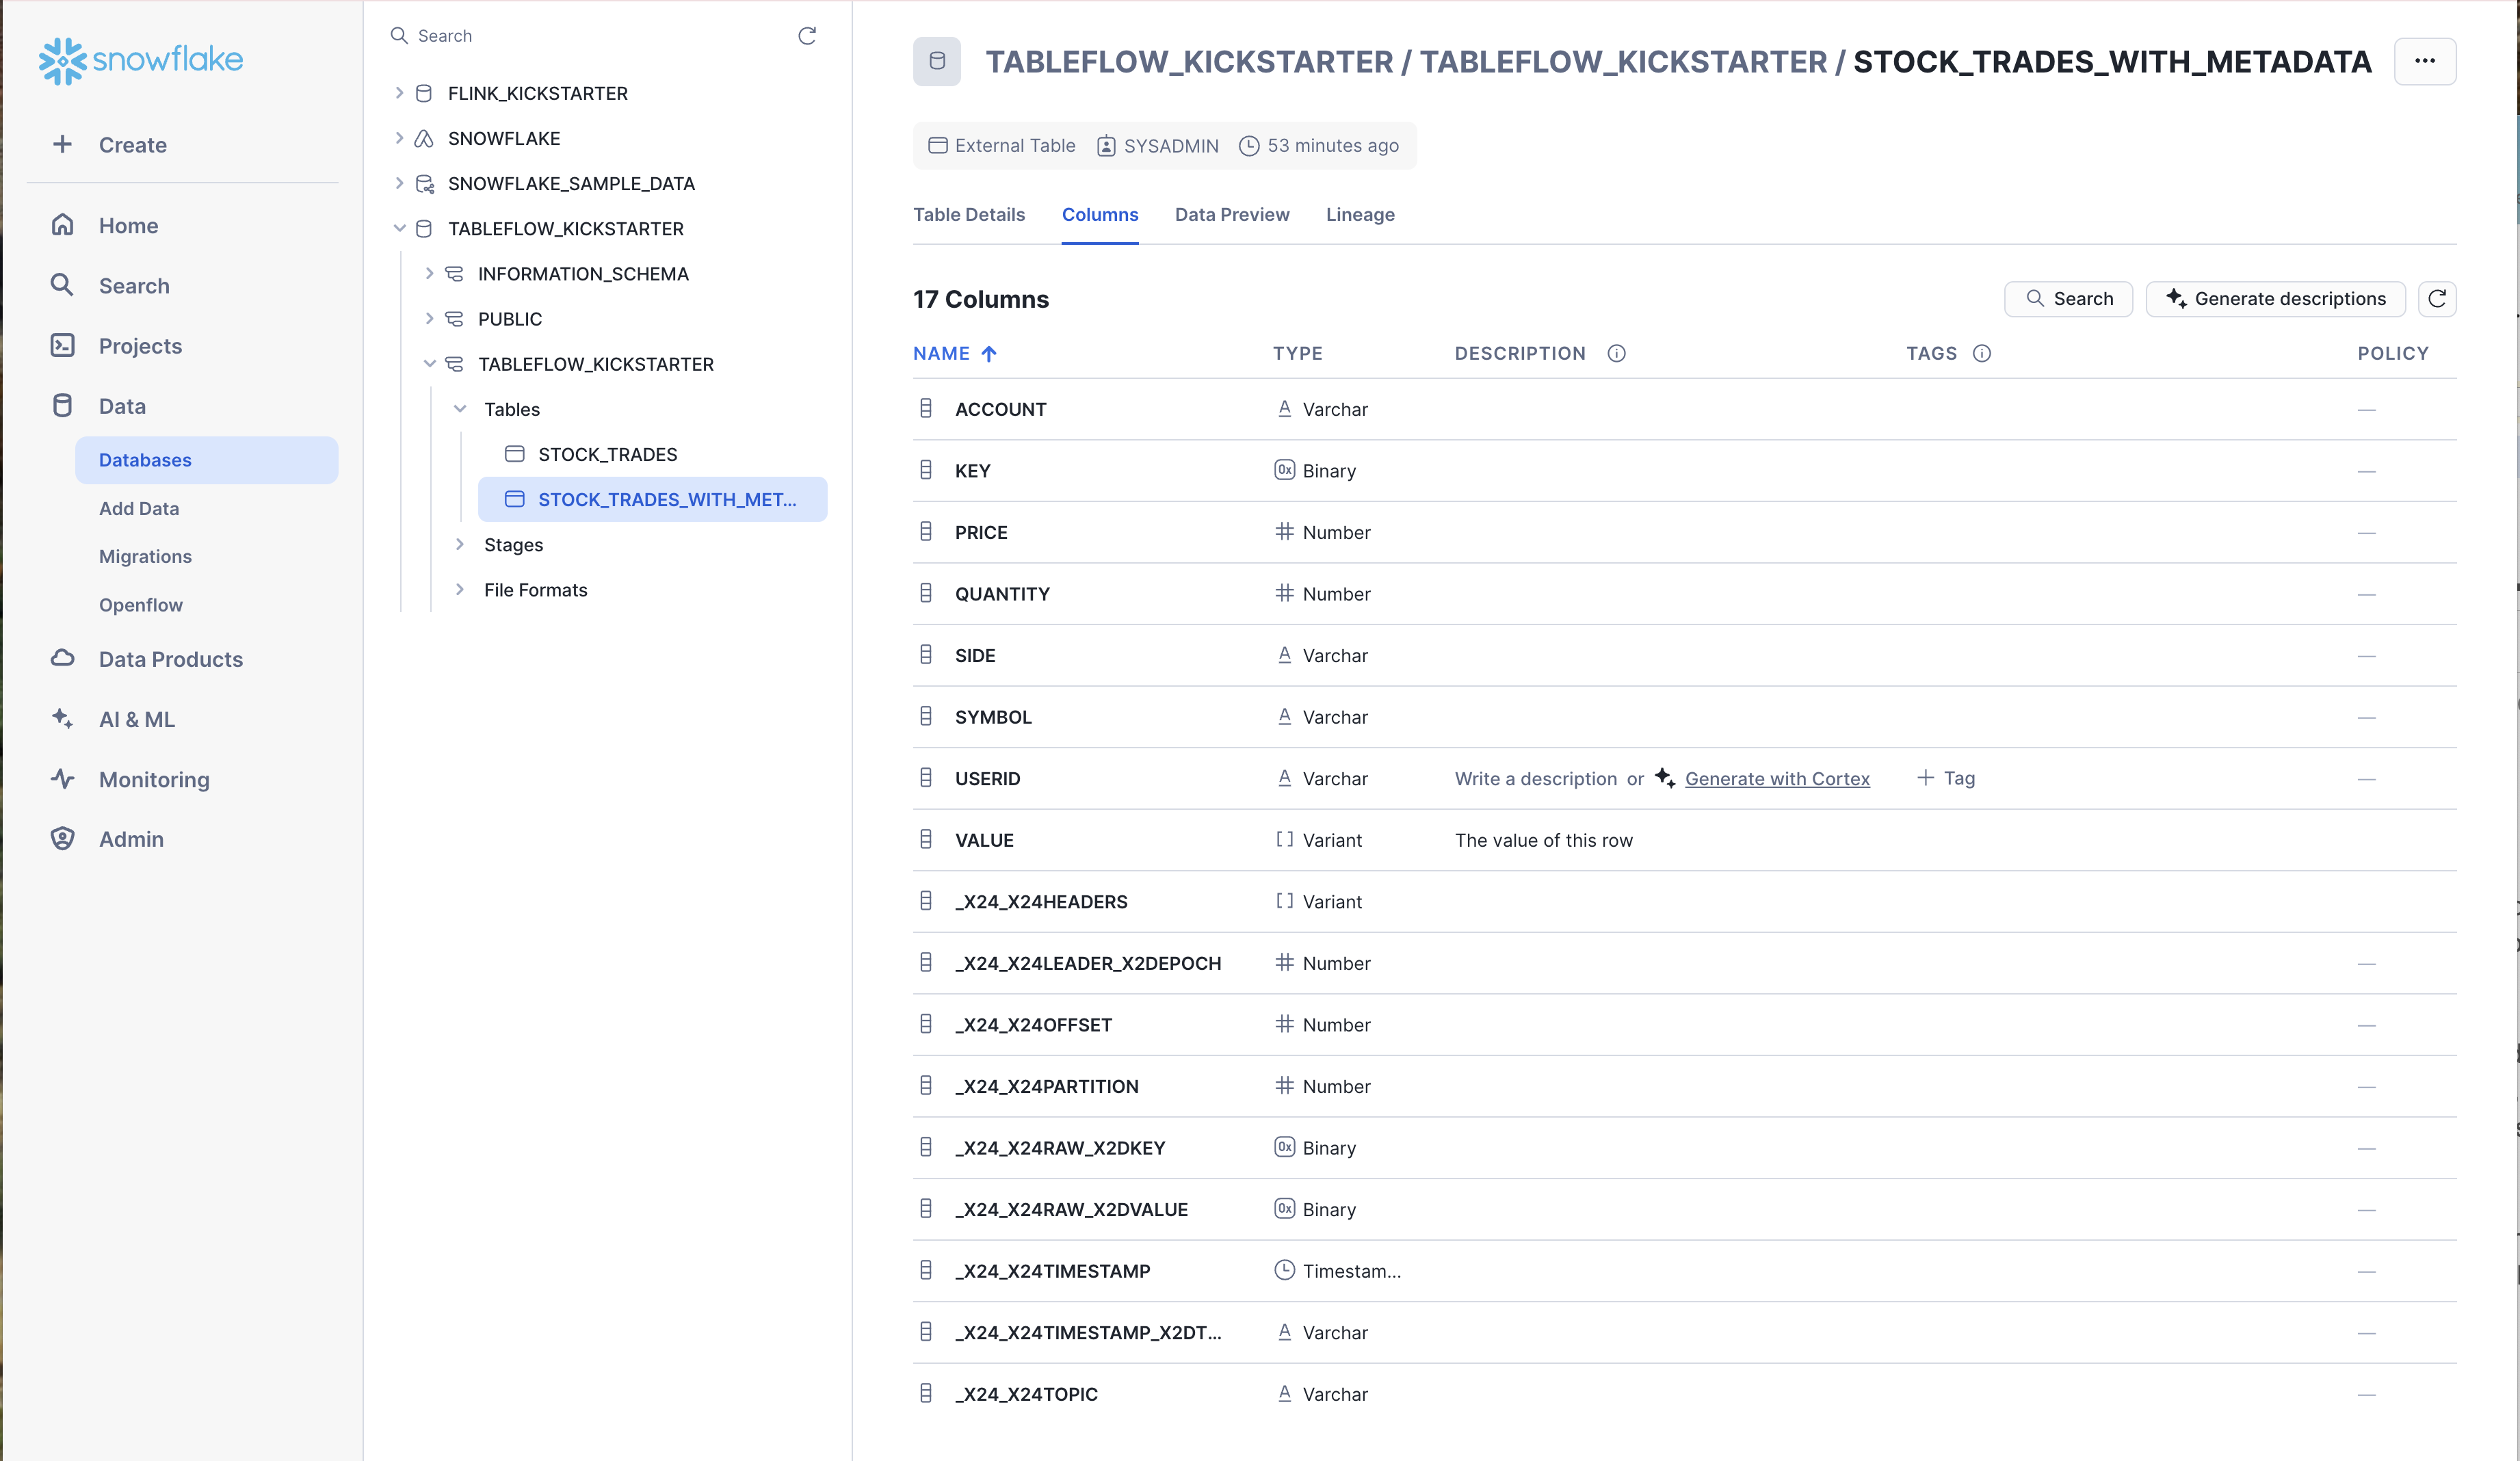 snowflake
Create
Home
Search
Projects
Data
Databases
Add Data
Migrations
Openflow
Data Products
AI & ML
Monitoring
Admin
Search
FLINK_KICKSTARTER
SNOWFLAKE
SNOWFLAKE_SAMPLE_DATA
TABLEFLOW_KICKSTARTER
INFORMATION_SCHEMA
PUBLIC
TABLEFLOW_KICKSTARTER
Tables
STOCK_TRADES
STOCK_TRADES_WITH_MET...
Stages
File Formats
TABLEFLOW_KICKSTARTER / TABLEFLOW_KICKSTARTER / STOCK_TRADES_WITH_METADATA
External Table SYSADMIN 53 minutes ago
Table Details Columns Data Preview Lineage
17 Columns
Search Generate descriptions
NAME TYPE DESCRIPTION TAGS POLICY
ACCOUNT Varchar —
KEY 0x Binary —
PRICE Number —
QUANTITY Number —
SIDE Varchar —
SYMBOL Varchar —
USERID Varchar Write a description or Generate with Cortex + Tag —
VALUE Variant The value of this row
_X24_X24HEADERS Variant
_X24_X24LEADER_X2DEPOCH Number —
_X24_X24OFFSET Number —
_X24_X24PARTITION Number —
_X24_X24RAW_X2DKEY 0x Binary —
_X24_X24RAW_X2DVALUE 0x Binary —
_X24_X24TIMESTAMP Timestam... —
_X24_X24TIMESTAMP_X2DT... Varchar —
_X24_X24TOPIC Varchar —